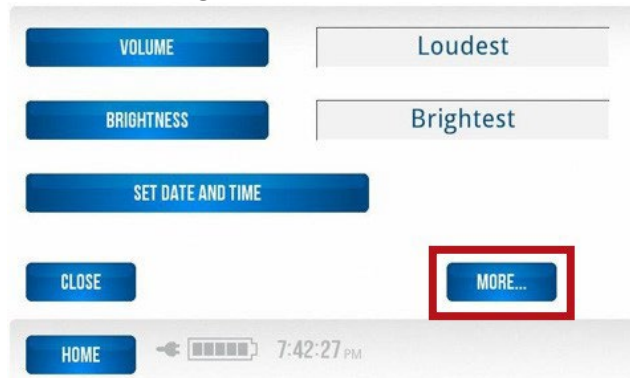 VOLUME Loudest
BRIGHTNESS Brightest
SET DATE AND TIME
CLOSE MORE...
HOME 7:42:27 PM